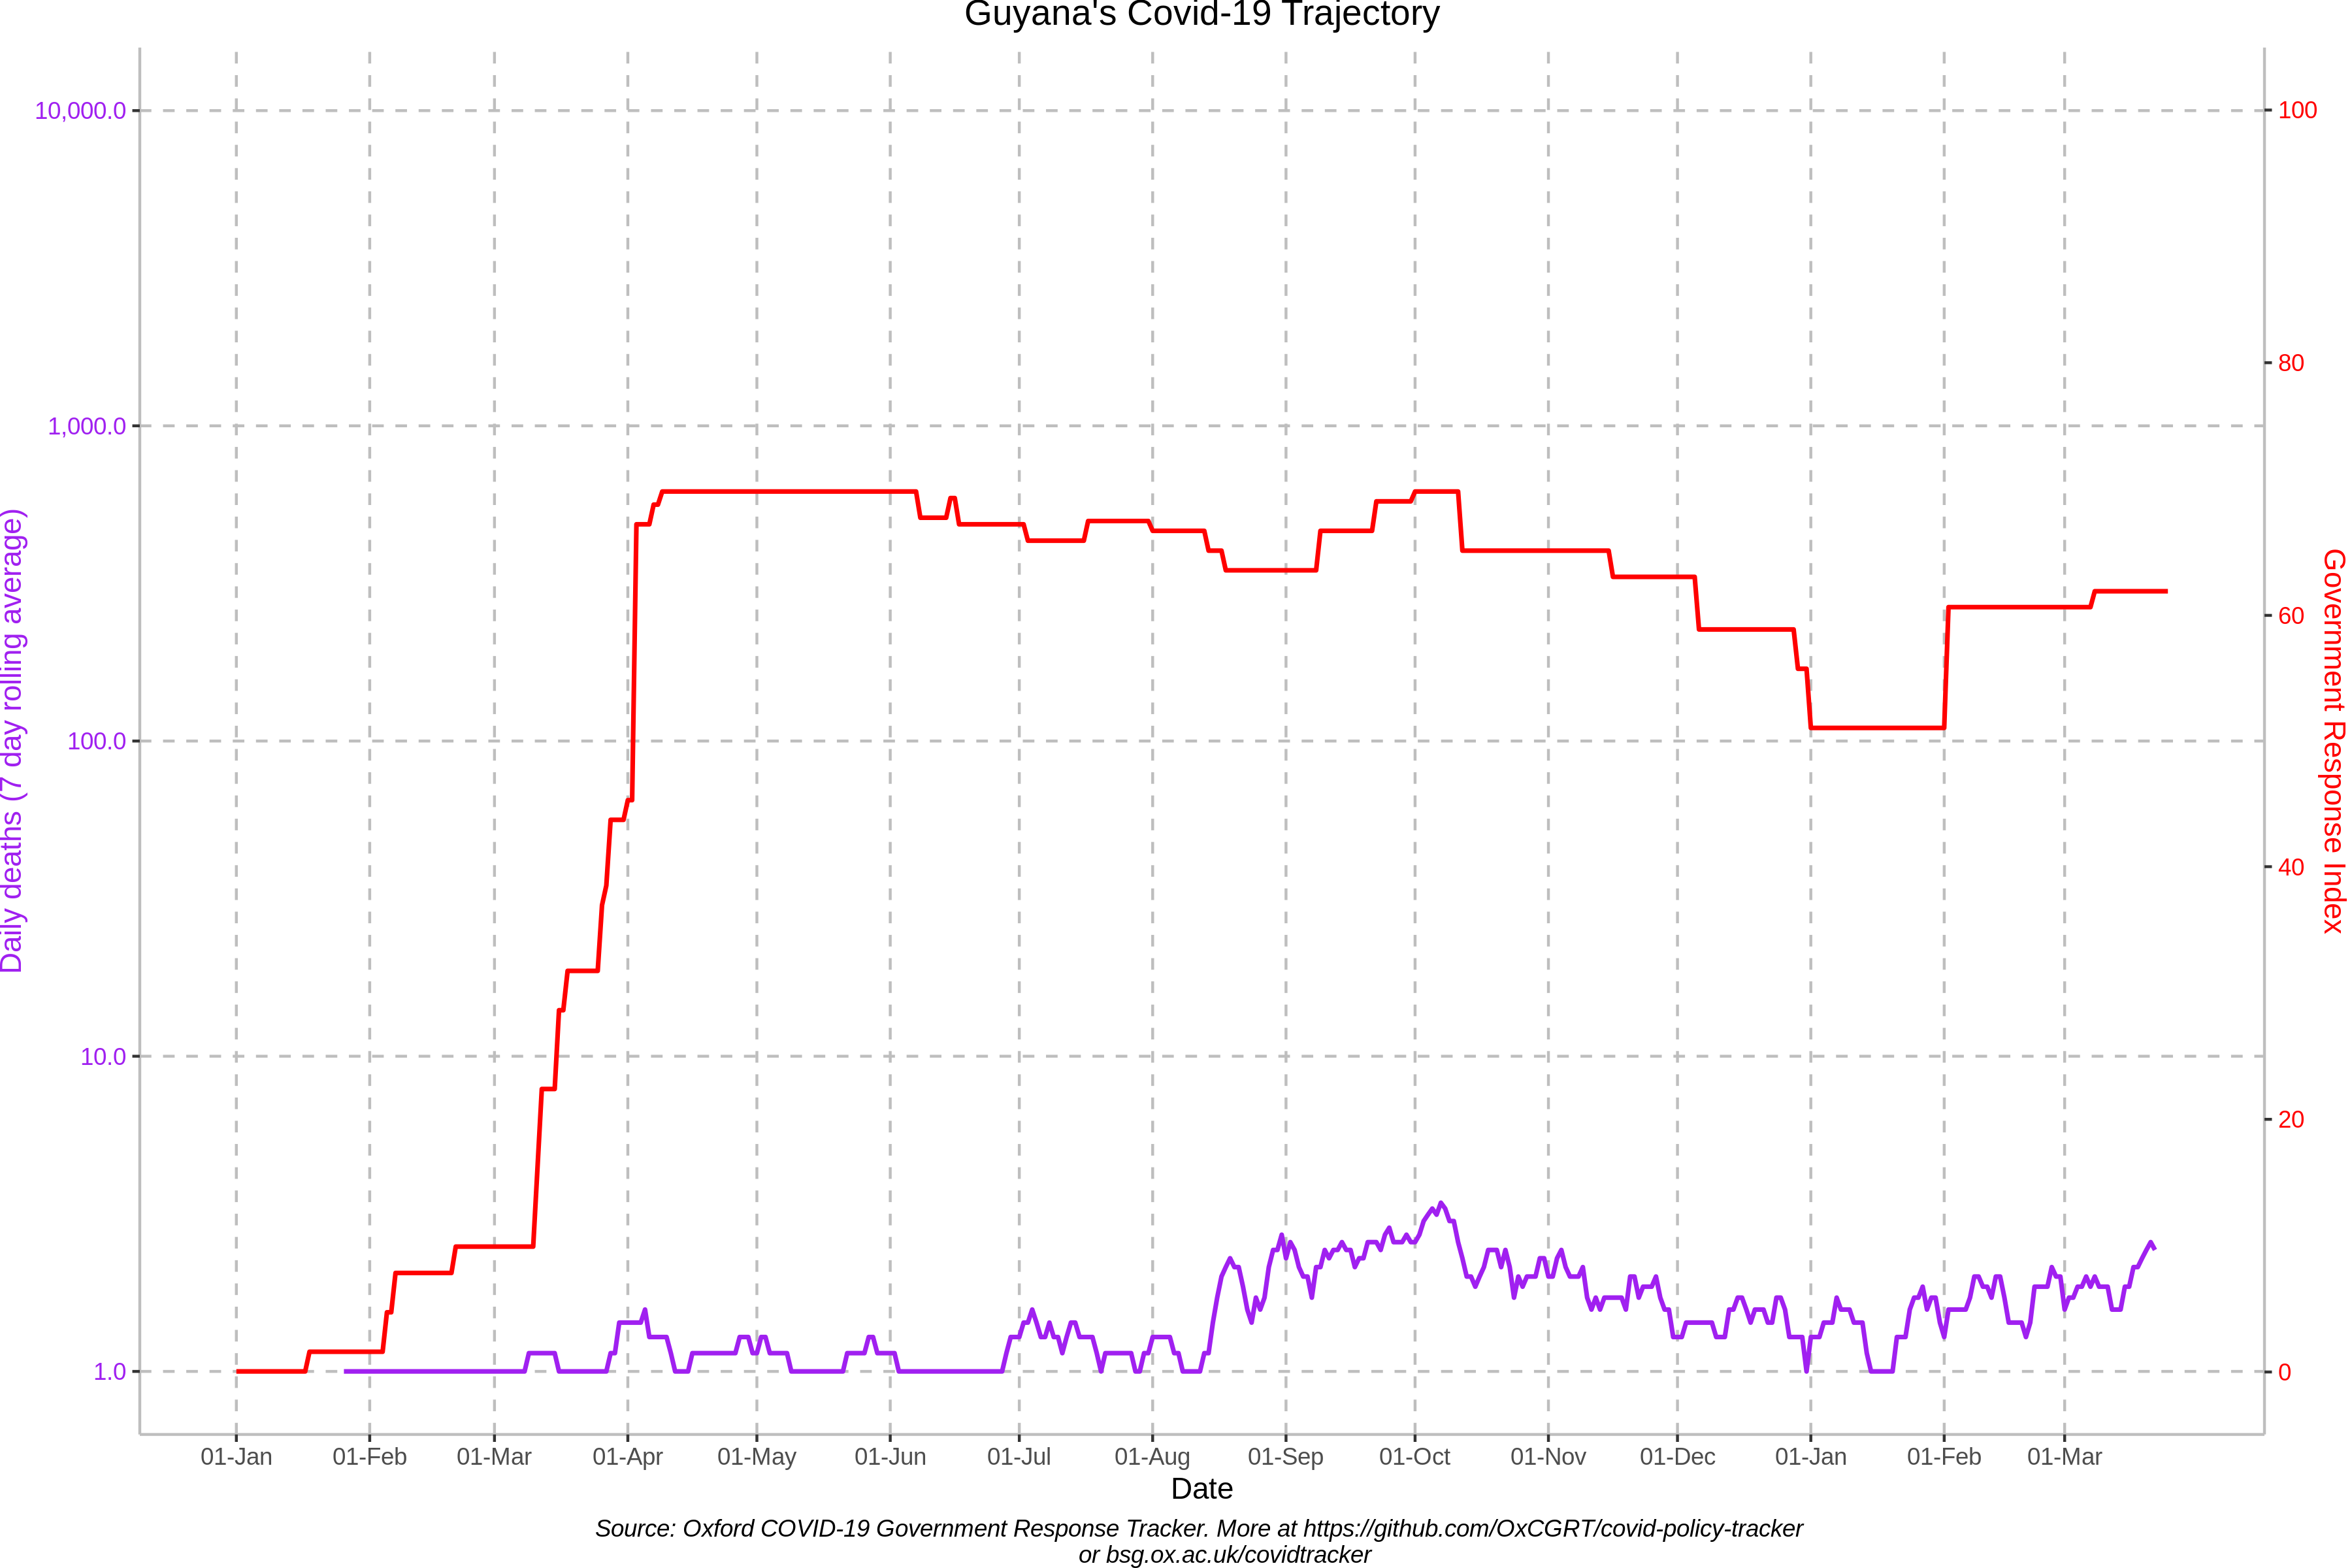 Guyana's Covid-19 Trajectory
Daily deaths (7 day rolling average)
10,000.0
1,000.0
100.0
10.0
1.0
100
80
60
40
20
0
Government Response Index
01-Jan 01-Feb 01-Mar 01-Apr 01-May 01-Jun 01-Jul 01-Aug 01-Sep 01-Oct 01-Nov 01-Dec 01-Jan 01-Feb 01-Mar
Date
Source: Oxford COVID-19 Government Response Tracker. More at https://github.com/OxCGRT/covid-policy-tracker
or bsg.ox.ac.uk/covidtracker